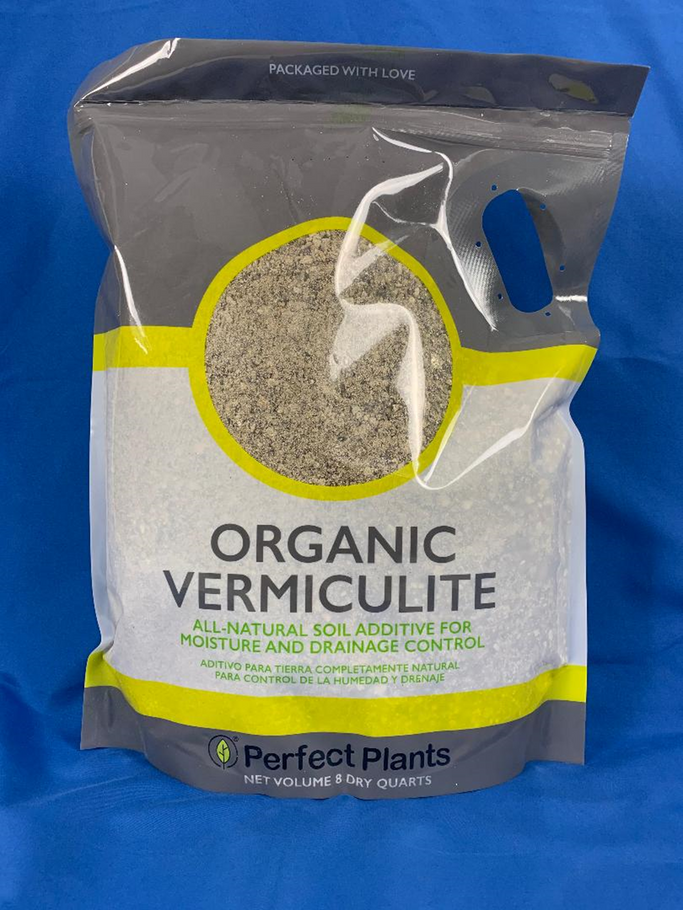 PACKAGED WITH LOVE
ORGANIC
VERMICULITE
ALL-NATURAL SOIL ADDITIVE FOR
MOISTURE AND DRAINAGE CONTROL
ADITIVO PARA TIERRA COMPLETAMENTE NATURAL
PARA CONTROL DE LA HUMEDAD Y DRENAJE
Perfect Plants
NET VOLUME 8 DRY QUARTS